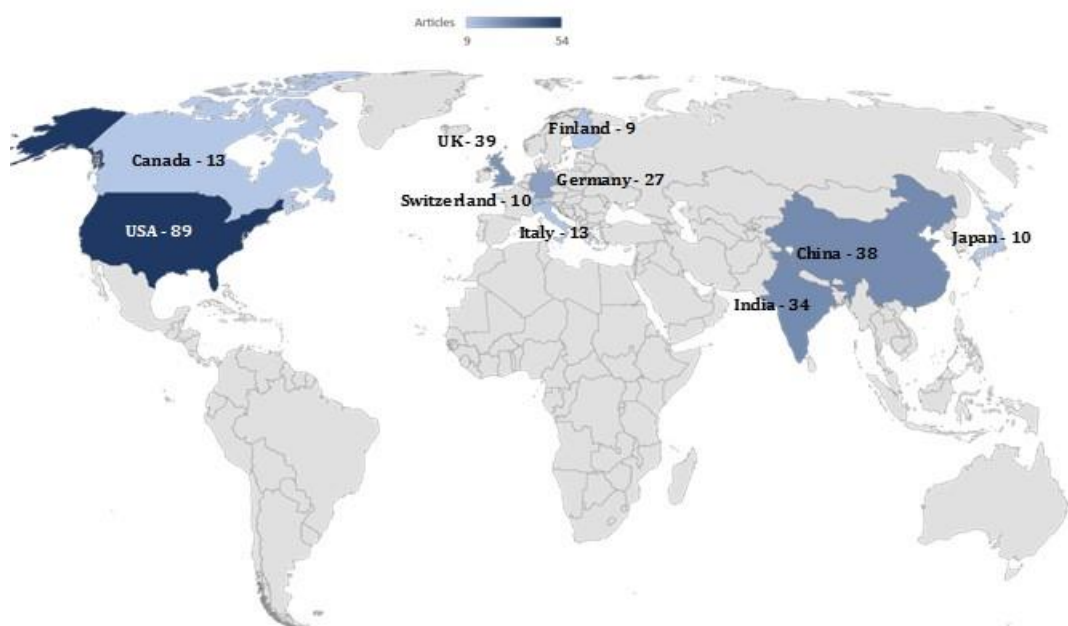 Articles
9 54
Finland - 9
UK - 39
Canada - 13
Germany - 27
Switzerland - 10
USA - 89
Italy - 13
Japan - 10
China - 38
India - 34